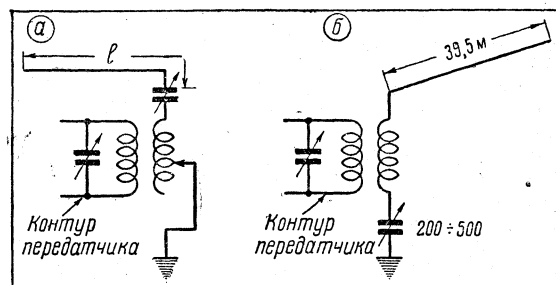 а
l
Контур
передатчика
б
39,5 м
Контур
передатчика
200÷500